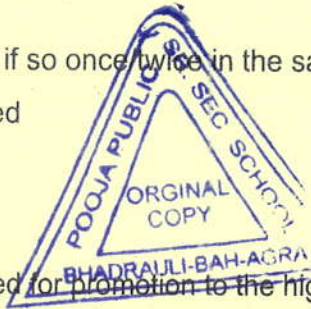 if so once/twice in the sa
ed
POOJA PUBLIC SR. SEC SCHOOL
ORGINAL
COPY
BHADRAULI-BAH-AGRA
ed for promotion to the hig